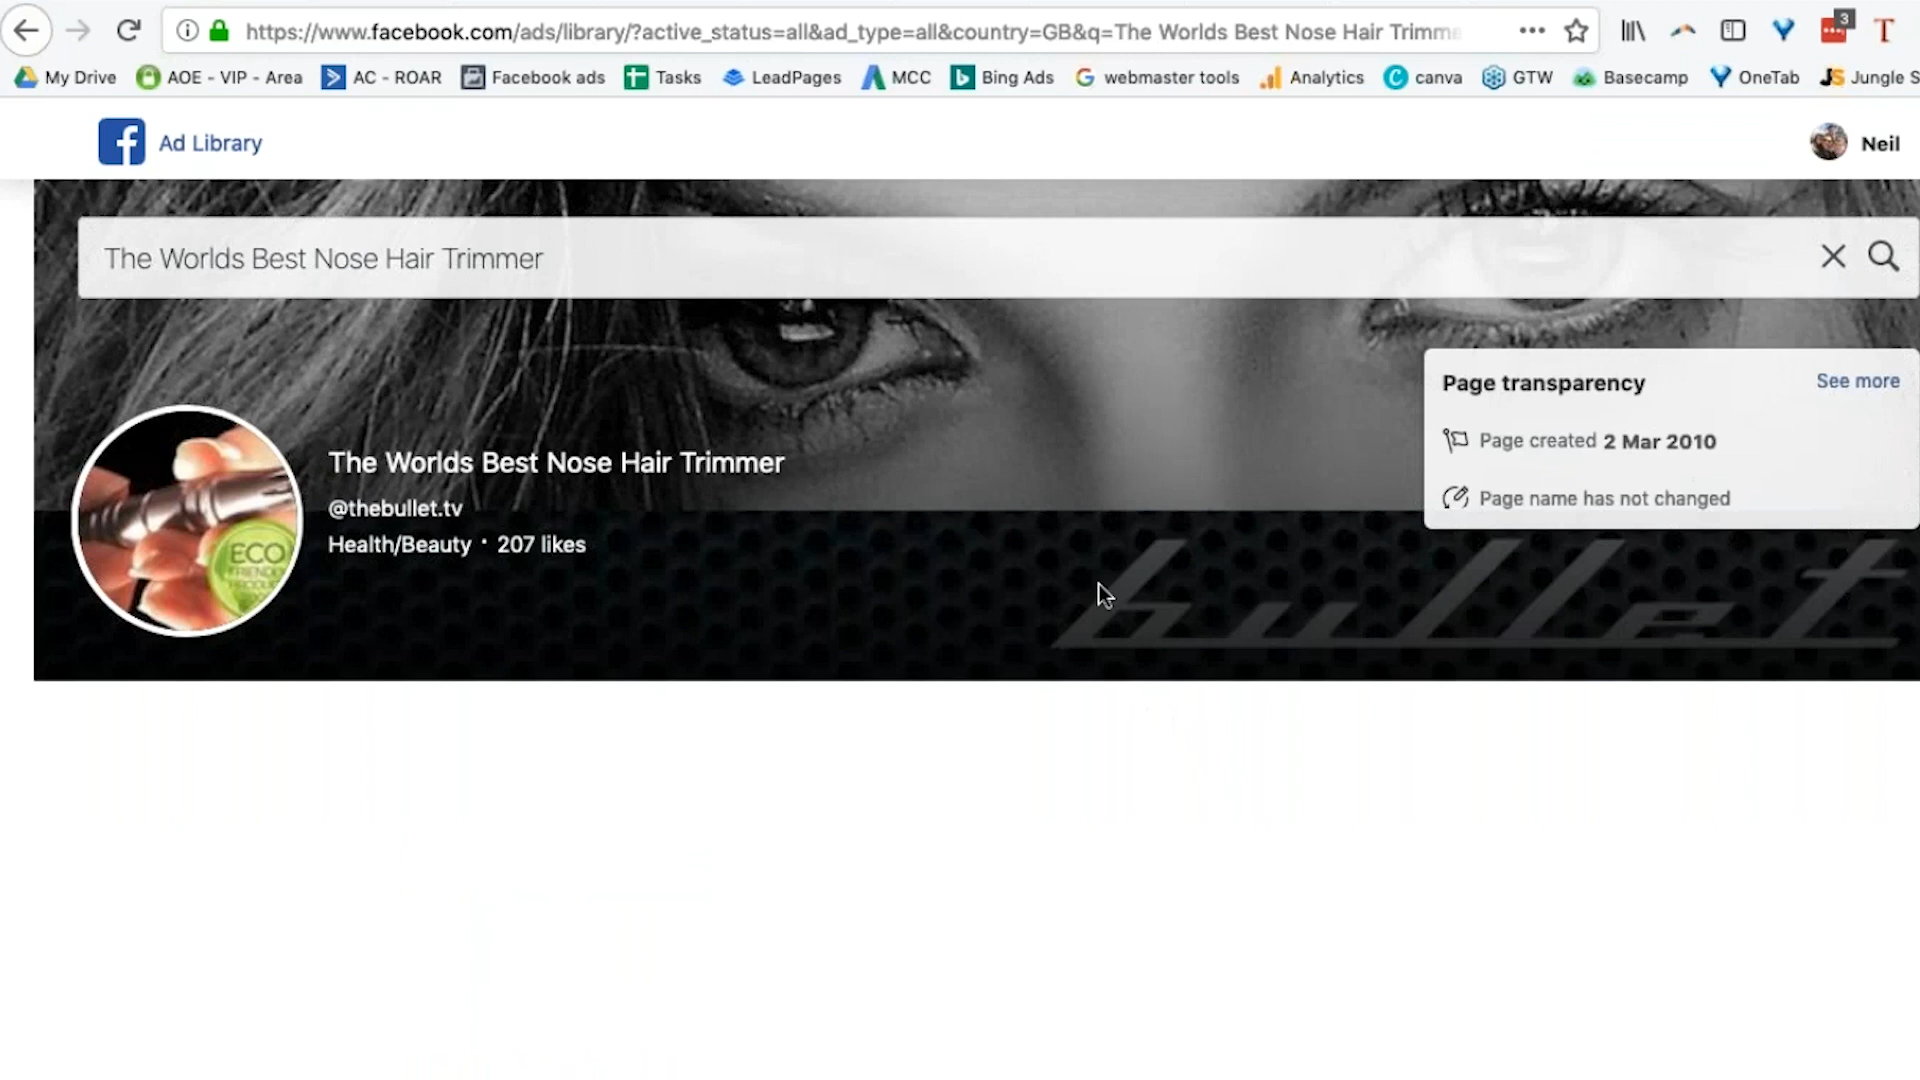 https://www.facebook.com/ads/library/?active_status=all&ad_type=all&country=GB&q=The Worlds Best Nose Hair Trimme
3
My Drive AOE - VIP - Area AC - ROAR Facebook ads Tasks LeadPages MCC Bing Ads webmaster tools Analytics canva GTW Basecamp OneTab Jungle S
Ad Library
Neil
The Worlds Best Nose Hair Trimmer
Page transparency See more
Page created 2 Mar 2010
Page name has not changed
The Worlds Best Nose Hair Trimmer
@thebullet.tv
Health/Beauty · 207 likes
ECO
FRIENDLY
bullet